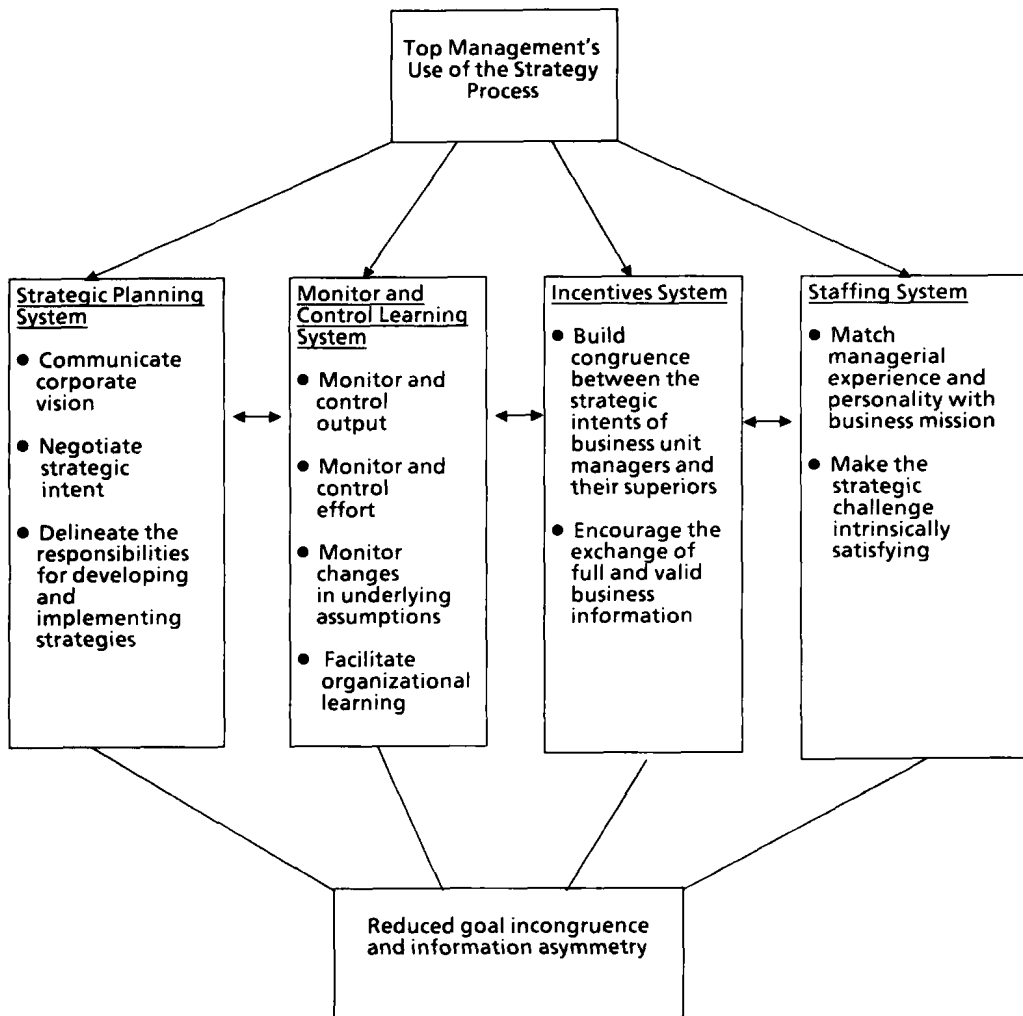 Top Management's
Use of the Strategy
Process
Strategic Planning
System
● Communicate
corporate
vision
● Negotiate
strategic
intent
● Delineate the
responsibilities
for developing
and
implementing
strategies
Monitor and
Control Learning
System
● Monitor and
control
output
● Monitor and
control
effort
● Monitor
changes
in underlying
assumptions
● Facilitate
organizational
learning
Incentives System
● Build
congruence
between the
strategic
intents of
business unit
managers and
their superiors
● Encourage the
exchange of
full and valid
business
information
Staffing System
● Match
managerial
experience and
personality with
business mission
● Make the
strategic
challenge
intrinsically
satisfying
Reduced goal incongruence
and information asymmetry